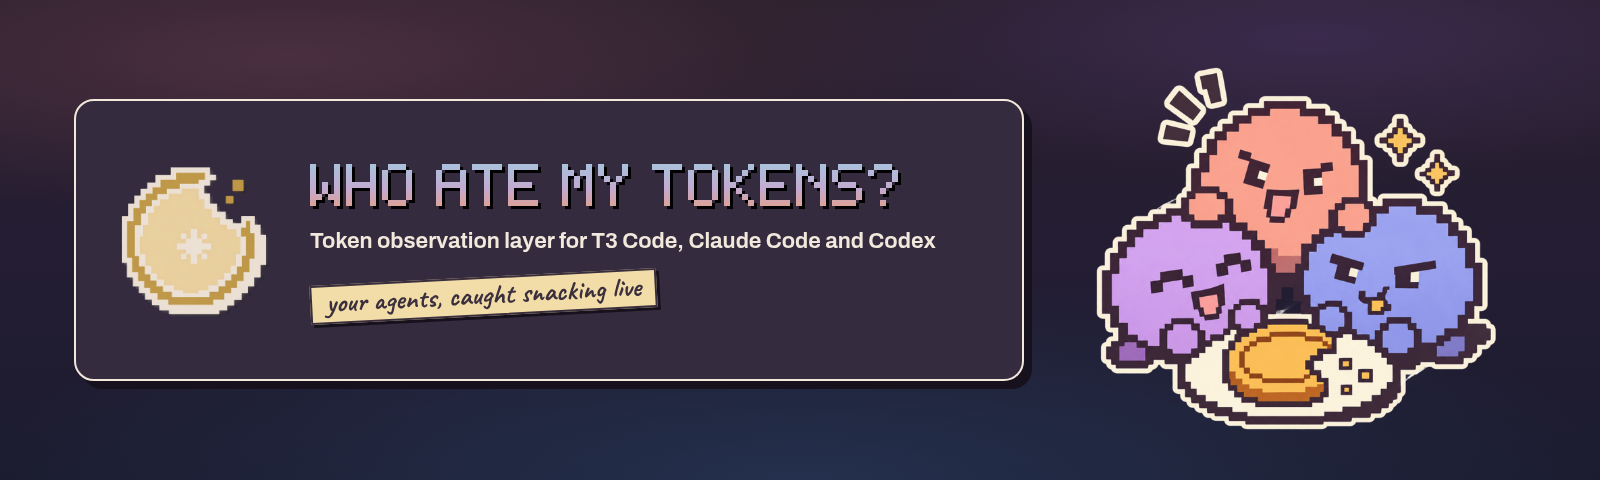 WHO ATE MY TOKENS?
Token observation layer for T3 Code, Claude Code and Codex
your agents, caught snacking live